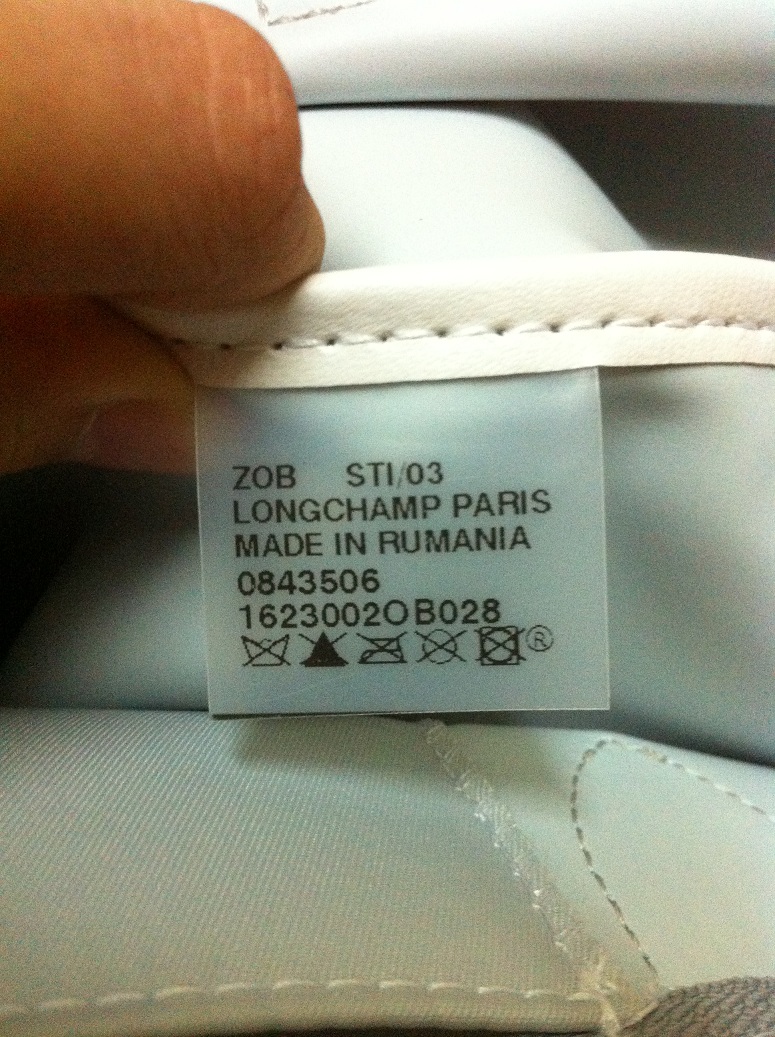 ZOB STI/03
LONGCHAMP PARIS
MADE IN RUMANIA
0843506
1623002OB028
®